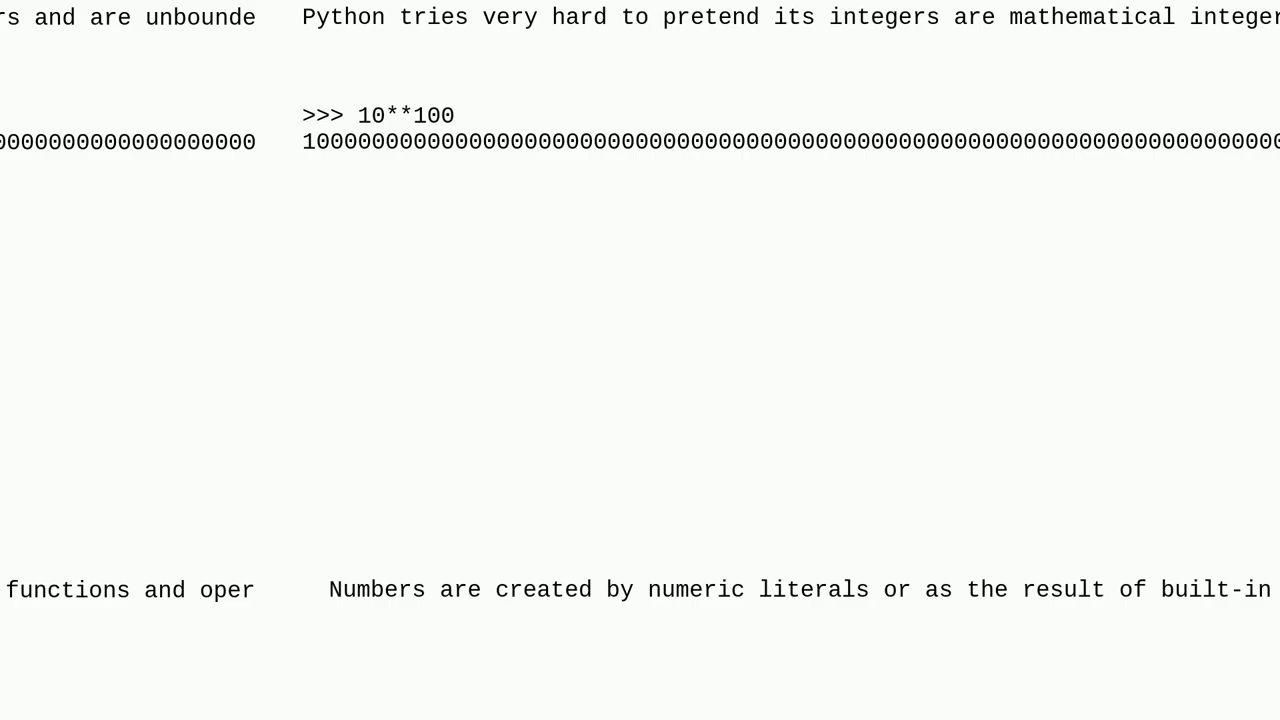 rs and are unbounde Python tries very hard to pretend its integers are mathematical integer
>>> 10**100
0000000000000000000 10000000000000000000000000000000000000000000000000000000000000000000000
functions and oper Numbers are created by numeric literals or as the result of built-in